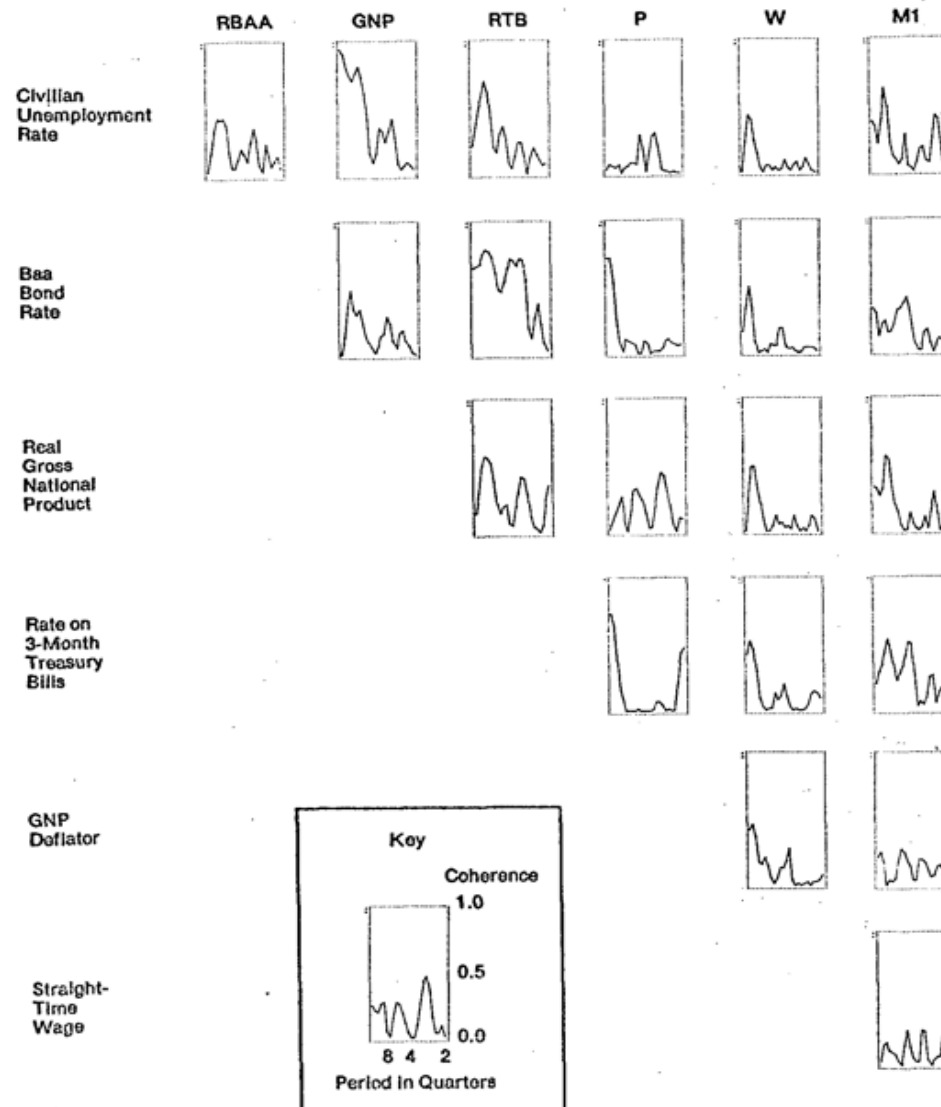 RBAA GNP RTB P W M1
Civilian
Unemployment
Rate
Baa
Bond
Rate
Real
Gross
National
Product
Rate on
3-Month
Treasury
Bills
GNP
Deflator
Key
Coherence
1.0
0.5
0.0
8 4 2
Period in Quarters
Straight-
Time
Wage